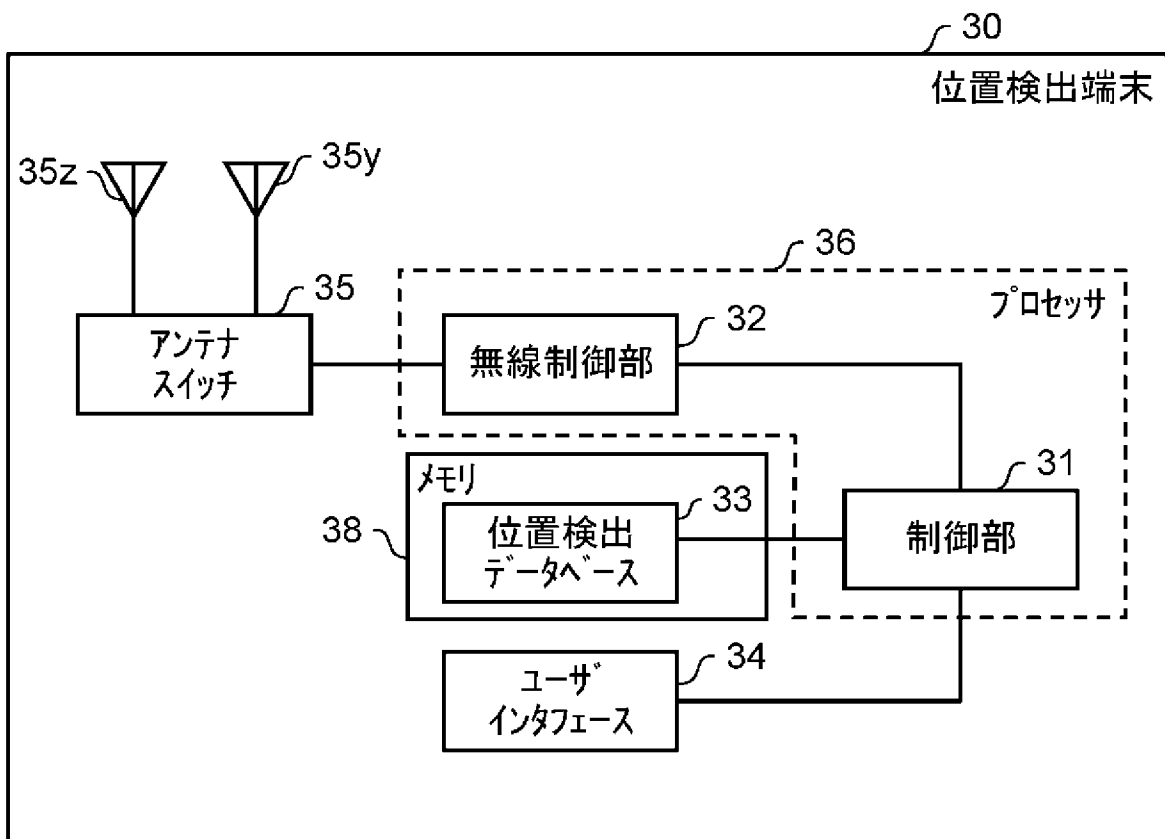 30
位置検出端末
35z
35y
36
35
プロセッサ
アンテナ
スイッチ
32
無線制御部
メモリ
33
31
38
位置検出
データベース
制御部
34
ユーザ
インタフェース